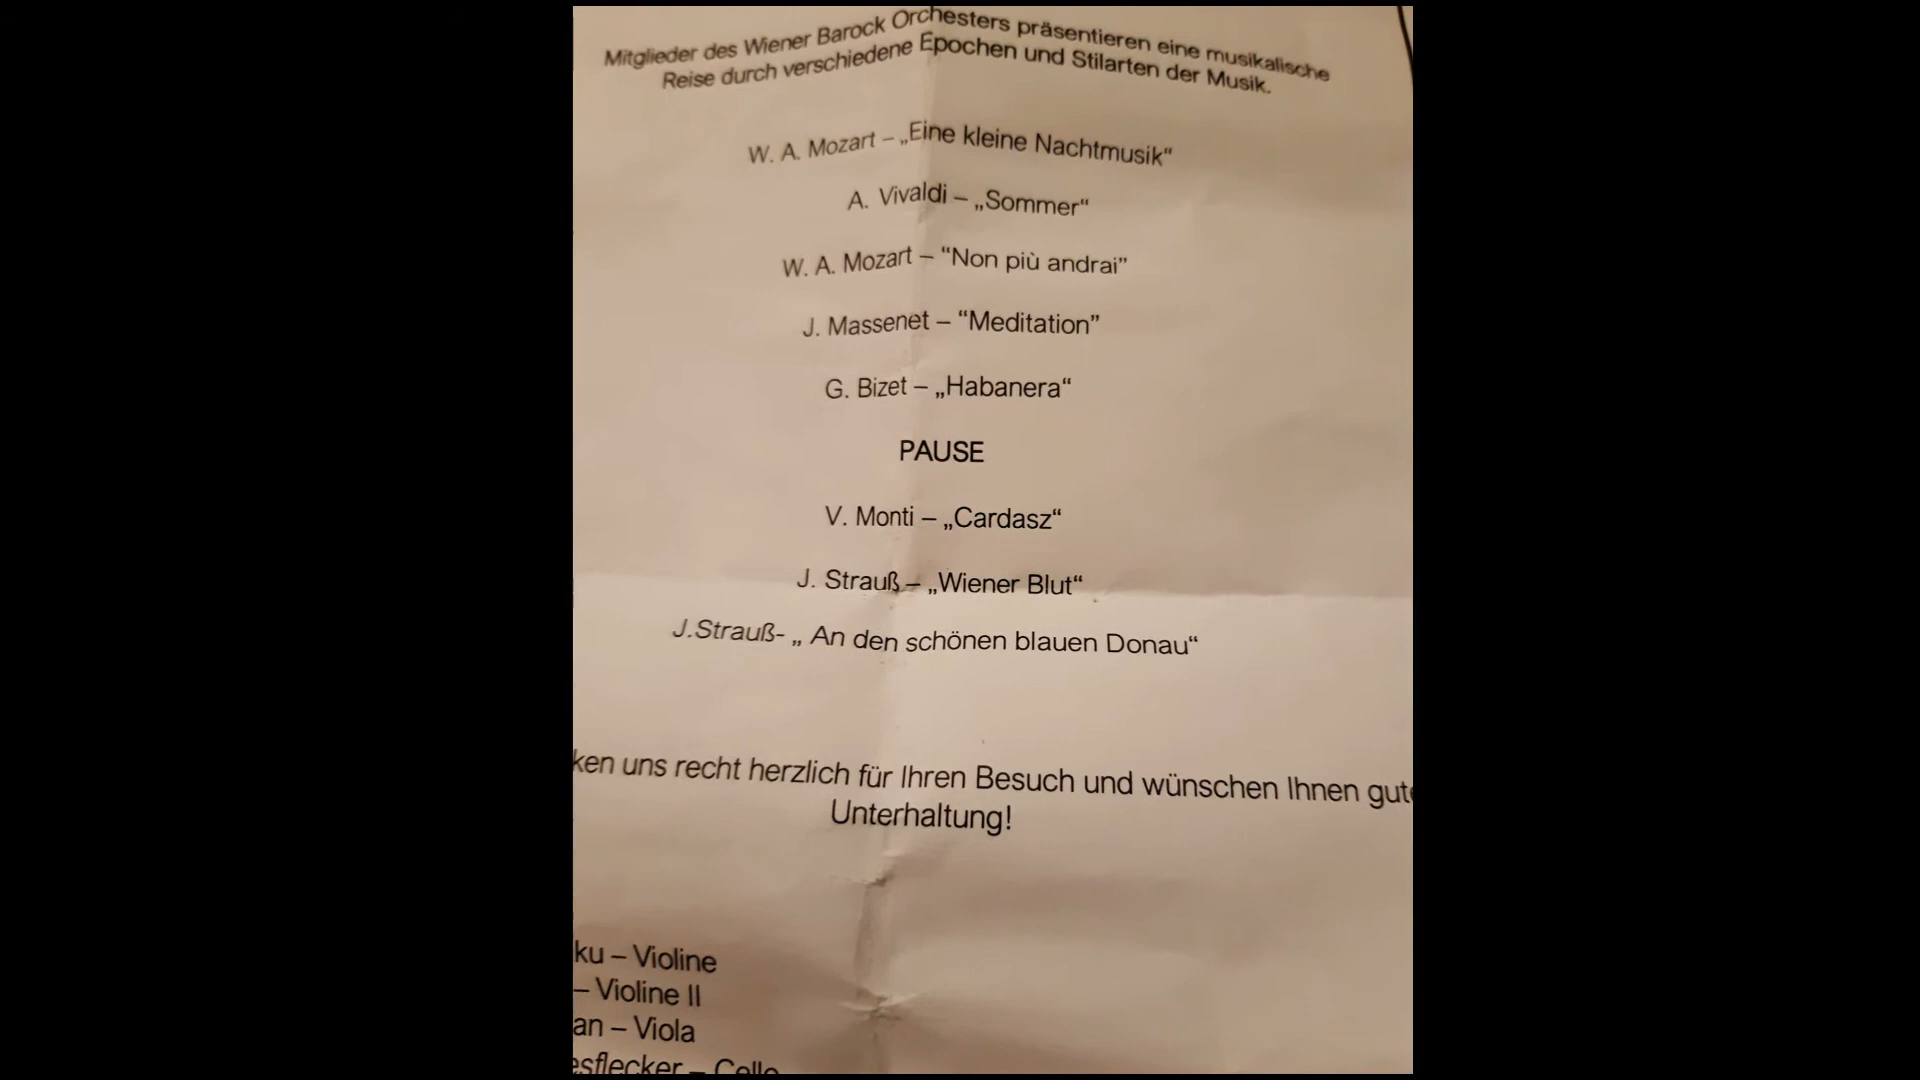 Mitglieder des Wiener Barock Orchesters präsentieren eine musikalische
Reise durch verschiedene Epochen und Stilarten der Musik.
W. A. Mozart – „Eine kleine Nachtmusik“
A. Vivaldi – „Sommer“
W. A. Mozart – “Non più andrai”
J. Massenet – “Meditation”
G. Bizet – „Habanera“
PAUSE
V. Monti – „Cardasz“
J. Strauß – „Wiener Blut“
J.Strauß- „ An den schönen blauen Donau“
ken uns recht herzlich für Ihren Besuch und wünschen Ihnen gute
Unterhaltung!
ku – Violine
– Violine II
an – Viola
esflecker – Cello